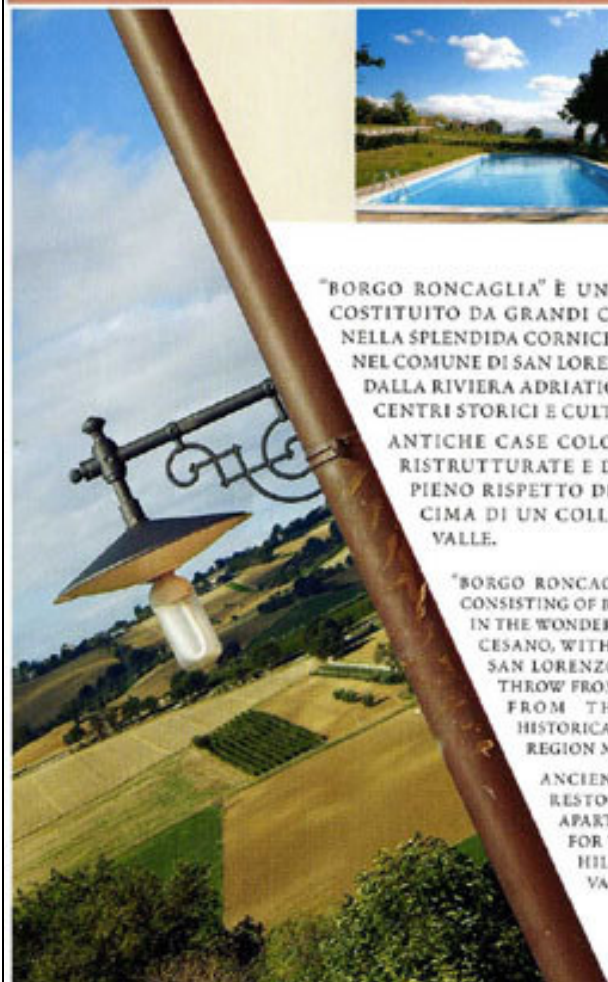 "BORGO RONCAGLIA" È UN
COSTITUITO DA GRANDI C
NELLA SPLENDIDA CORNICE
NEL COMUNE DI SAN LORE
DALLA RIVIERA ADRIATIC
CENTRI STORICI E CULT
ANTICHE CASE COLO
RISTRUTTURATE E D
PIENO RISPETTO DE
CIMA DI UN COLL
VALLE.
"BORGO RONCAG
CONSISTING OF
IN THE WONDER
CESANO, WITH
SAN LORENZO
THROW FROM
FROM TH
HISTORICA
REGION M
ANCIEN
RESTO
APART
FOR
HIL
VA